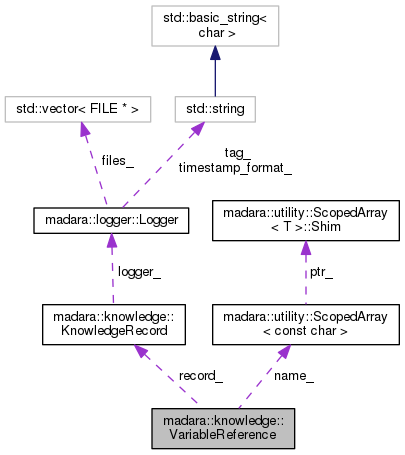 std::basic_string<
char >
std::vector< FILE * >
std::string
files_
tag_
timestamp_format_
madara::logger::Logger
madara::utility::ScopedArray
< T >::Shim
logger_
ptr_
madara::knowledge::
KnowledgeRecord
madara::utility::ScopedArray
< const char >
record_
name_
madara::knowledge::
VariableReference